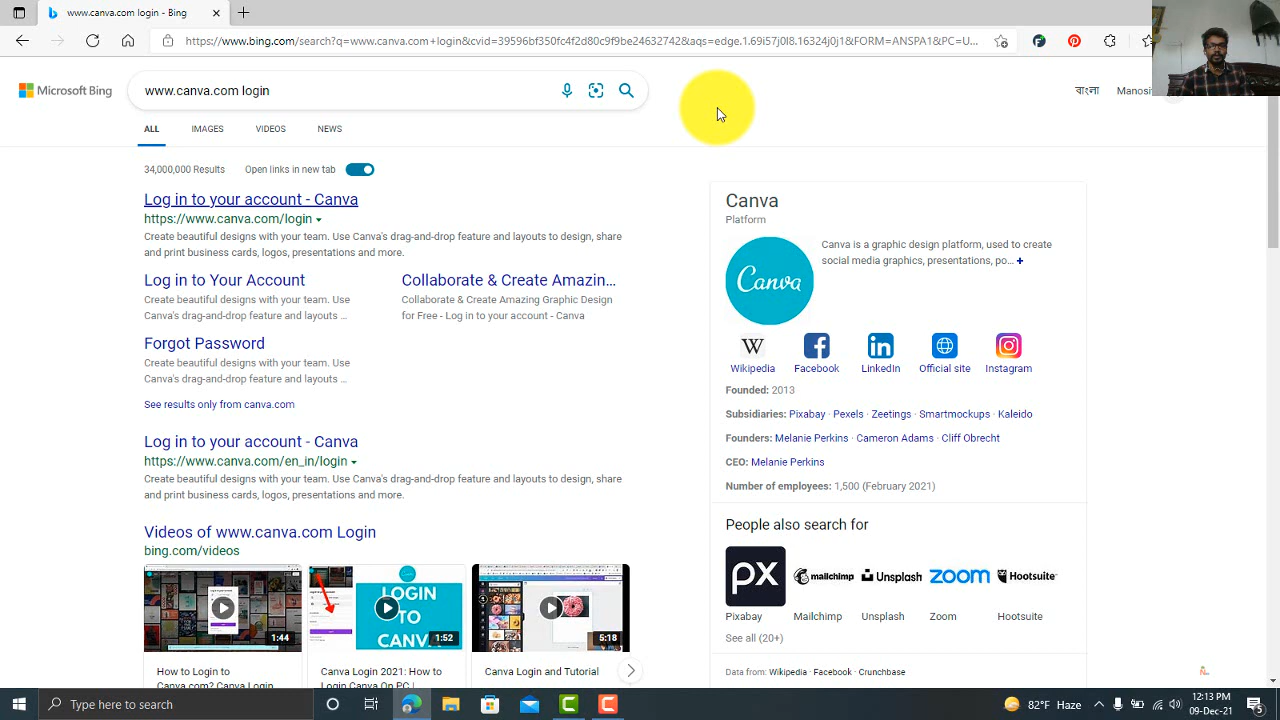 www.canva.com login - Bing
https://www.bing.com/search?q=www.canva.com+login&cvid=39596bf350fc4f2d80c9f9be24632742&aqs=edge.1.69i57j0l8.16324j0j1&FORM=ANSPA1&PC=U...
Microsoft Bing
www.canva.com login
বাংলা
ALL
IMAGES
VIDEOS
NEWS
34,000,000 Results
Open links in new tab
Log in to your account - Canva
https://www.canva.com/login
Create beautiful designs with your team. Use Canva's drag-and-drop feature and layouts to design, share
and print business cards, logos, presentations and more.
Log in to Your Account
Create beautiful designs with your team. Use
Canva's drag-and-drop feature and layouts ...
Collaborate & Create Amazin...
Collaborate & Create Amazing Graphic Design
for Free - Log in to your account - Canva
Forgot Password
Create beautiful designs with your team. Use
Canva's drag-and-drop feature and layouts ...
See results only from canva.com
Log in to your account - Canva
https://www.canva.com/en_in/login
Create beautiful designs with your team. Use Canva's drag-and-drop feature and layouts to design, share
and print business cards, logos, presentations and more.
Videos of www.canva.com Login
bing.com/videos
1:44
LOGIN
TO
CANVA
1:52
5:18
How to Login to
Canva.com? Canva Login
Canva Login 2021: How to
Login Canva On PC |
Canva Login and Tutorial
Canva
Platform
Canva
Canva is a graphic design platform, used to create
social media graphics, presentations, po... +
W
Wikipedia
Facebook
LinkedIn
Official site
Instagram
Founded: 2013
Subsidiaries: Pixabay · Pexels · Zeetings · Smartmockups · Kaleido
Founders: Melanie Perkins · Cameron Adams · Cliff Obrecht
CEO: Melanie Perkins
Number of employees: 1,500 (February 2021)
People also search for
px
mailchimp
Unsplash
zoom
Hootsuite
Pixabay
Mailchimp
Unsplash
Zoom
Hootsuite
See all (20+)
Data from: Wikipedia · Facebook · Crunchbase
Type here to search
82°F Haze
12:13 PM
09-Dec-21
5